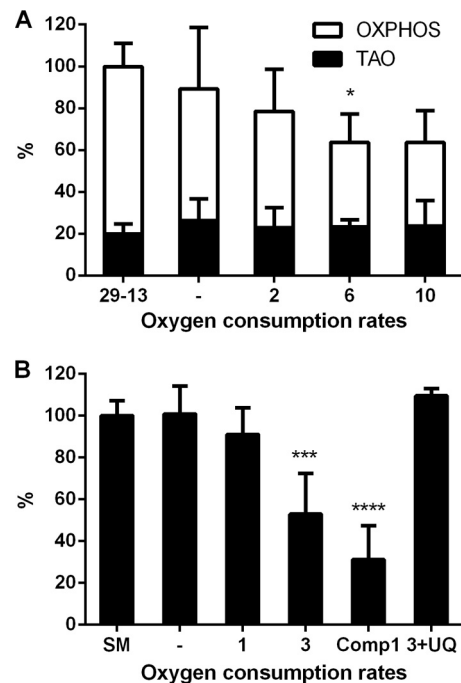 A
OXPHOS
TAO
120
100
80
60
40
20
0
%
*
29-13 - 2 6 10
Oxygen consumption rates
B
120
100
80
60
40
20
0
%
***
****
SM - 1 3 Comp1 3+UQ
Oxygen consumption rates